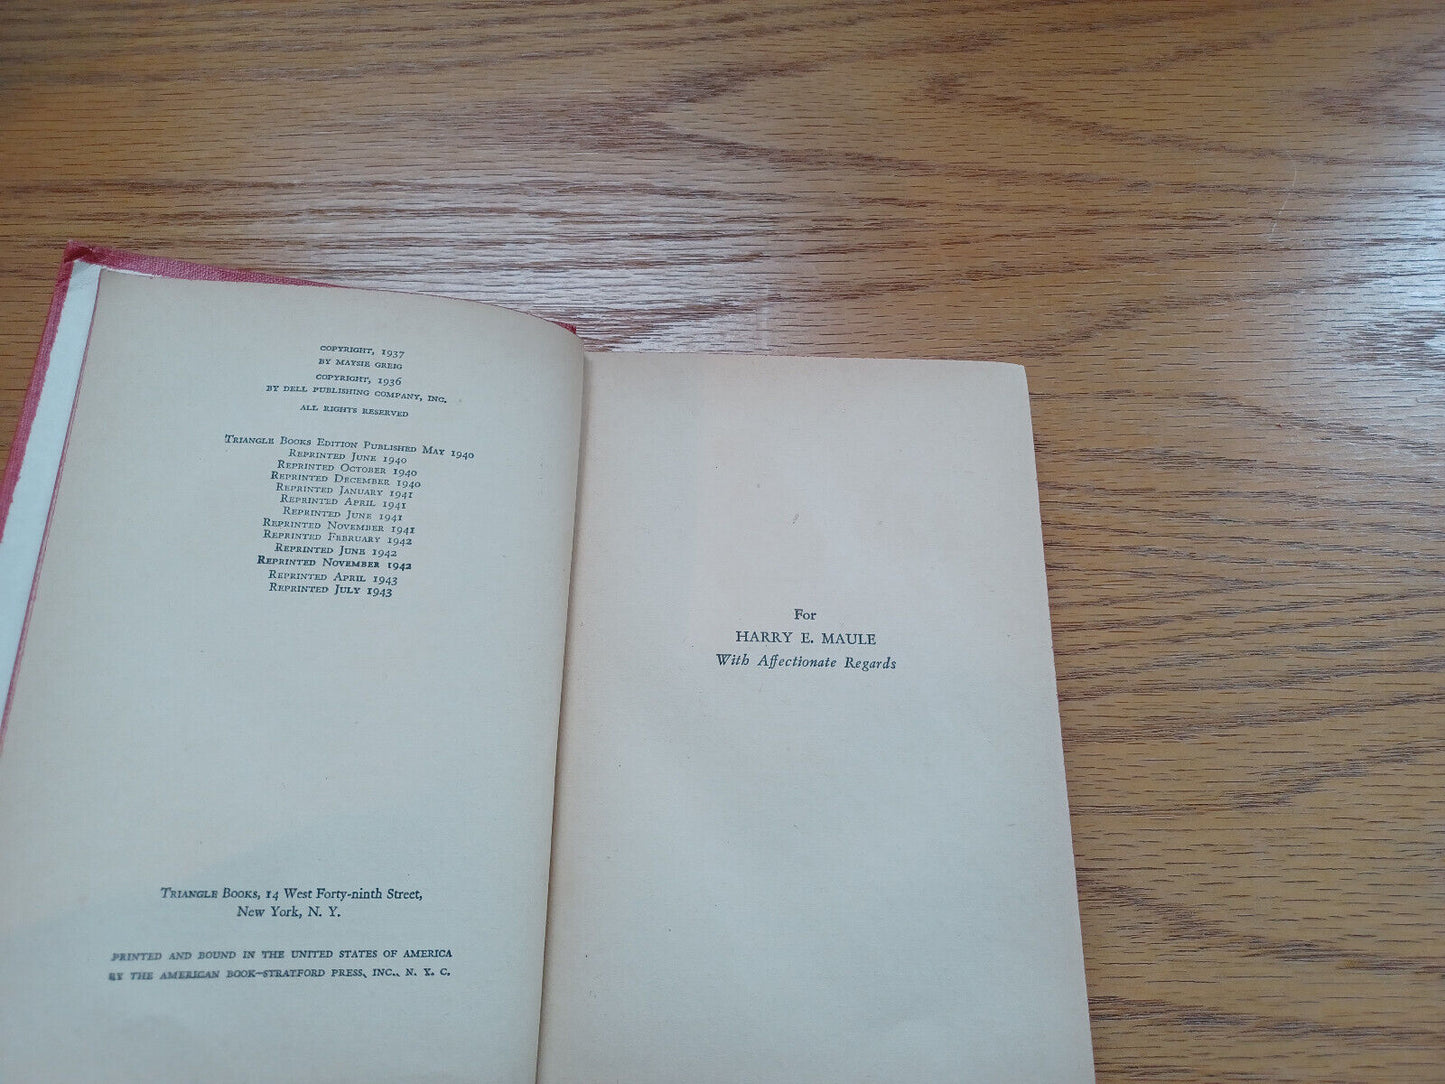 COPYRIGHT, 1937
BY MAYSIE GREIG
COPYRIGHT, 1936
BY DELL PUBLISHING COMPANY, INC.
ALL RIGHTS RESERVED
TRIANGLE BOOKS EDITION PUBLISHED MAY 1940
REPRINTED JUNE 1940
REPRINTED OCTOBER 1940
REPRINTED DECEMBER 1940
REPRINTED JANUARY 1941
REPRINTED APRIL 1941
REPRINTED JUNE 1941
REPRINTED NOVEMBER 1941
REPRINTED FEBRUARY 1942
REPRINTED JUNE 1942
REPRINTED NOVEMBER 1942
REPRINTED APRIL 1943
REPRINTED JULY 1943
TRIANGLE BOOKS, 14 West Forty-ninth Street,
New York, N. Y.
PRINTED AND BOUND IN THE UNITED STATES OF AMERICA
BY THE AMERICAN BOOK—STRATFORD PRESS, INC., N. Y. C.
For
HARRY E. MAULE
With Affectionate Regards